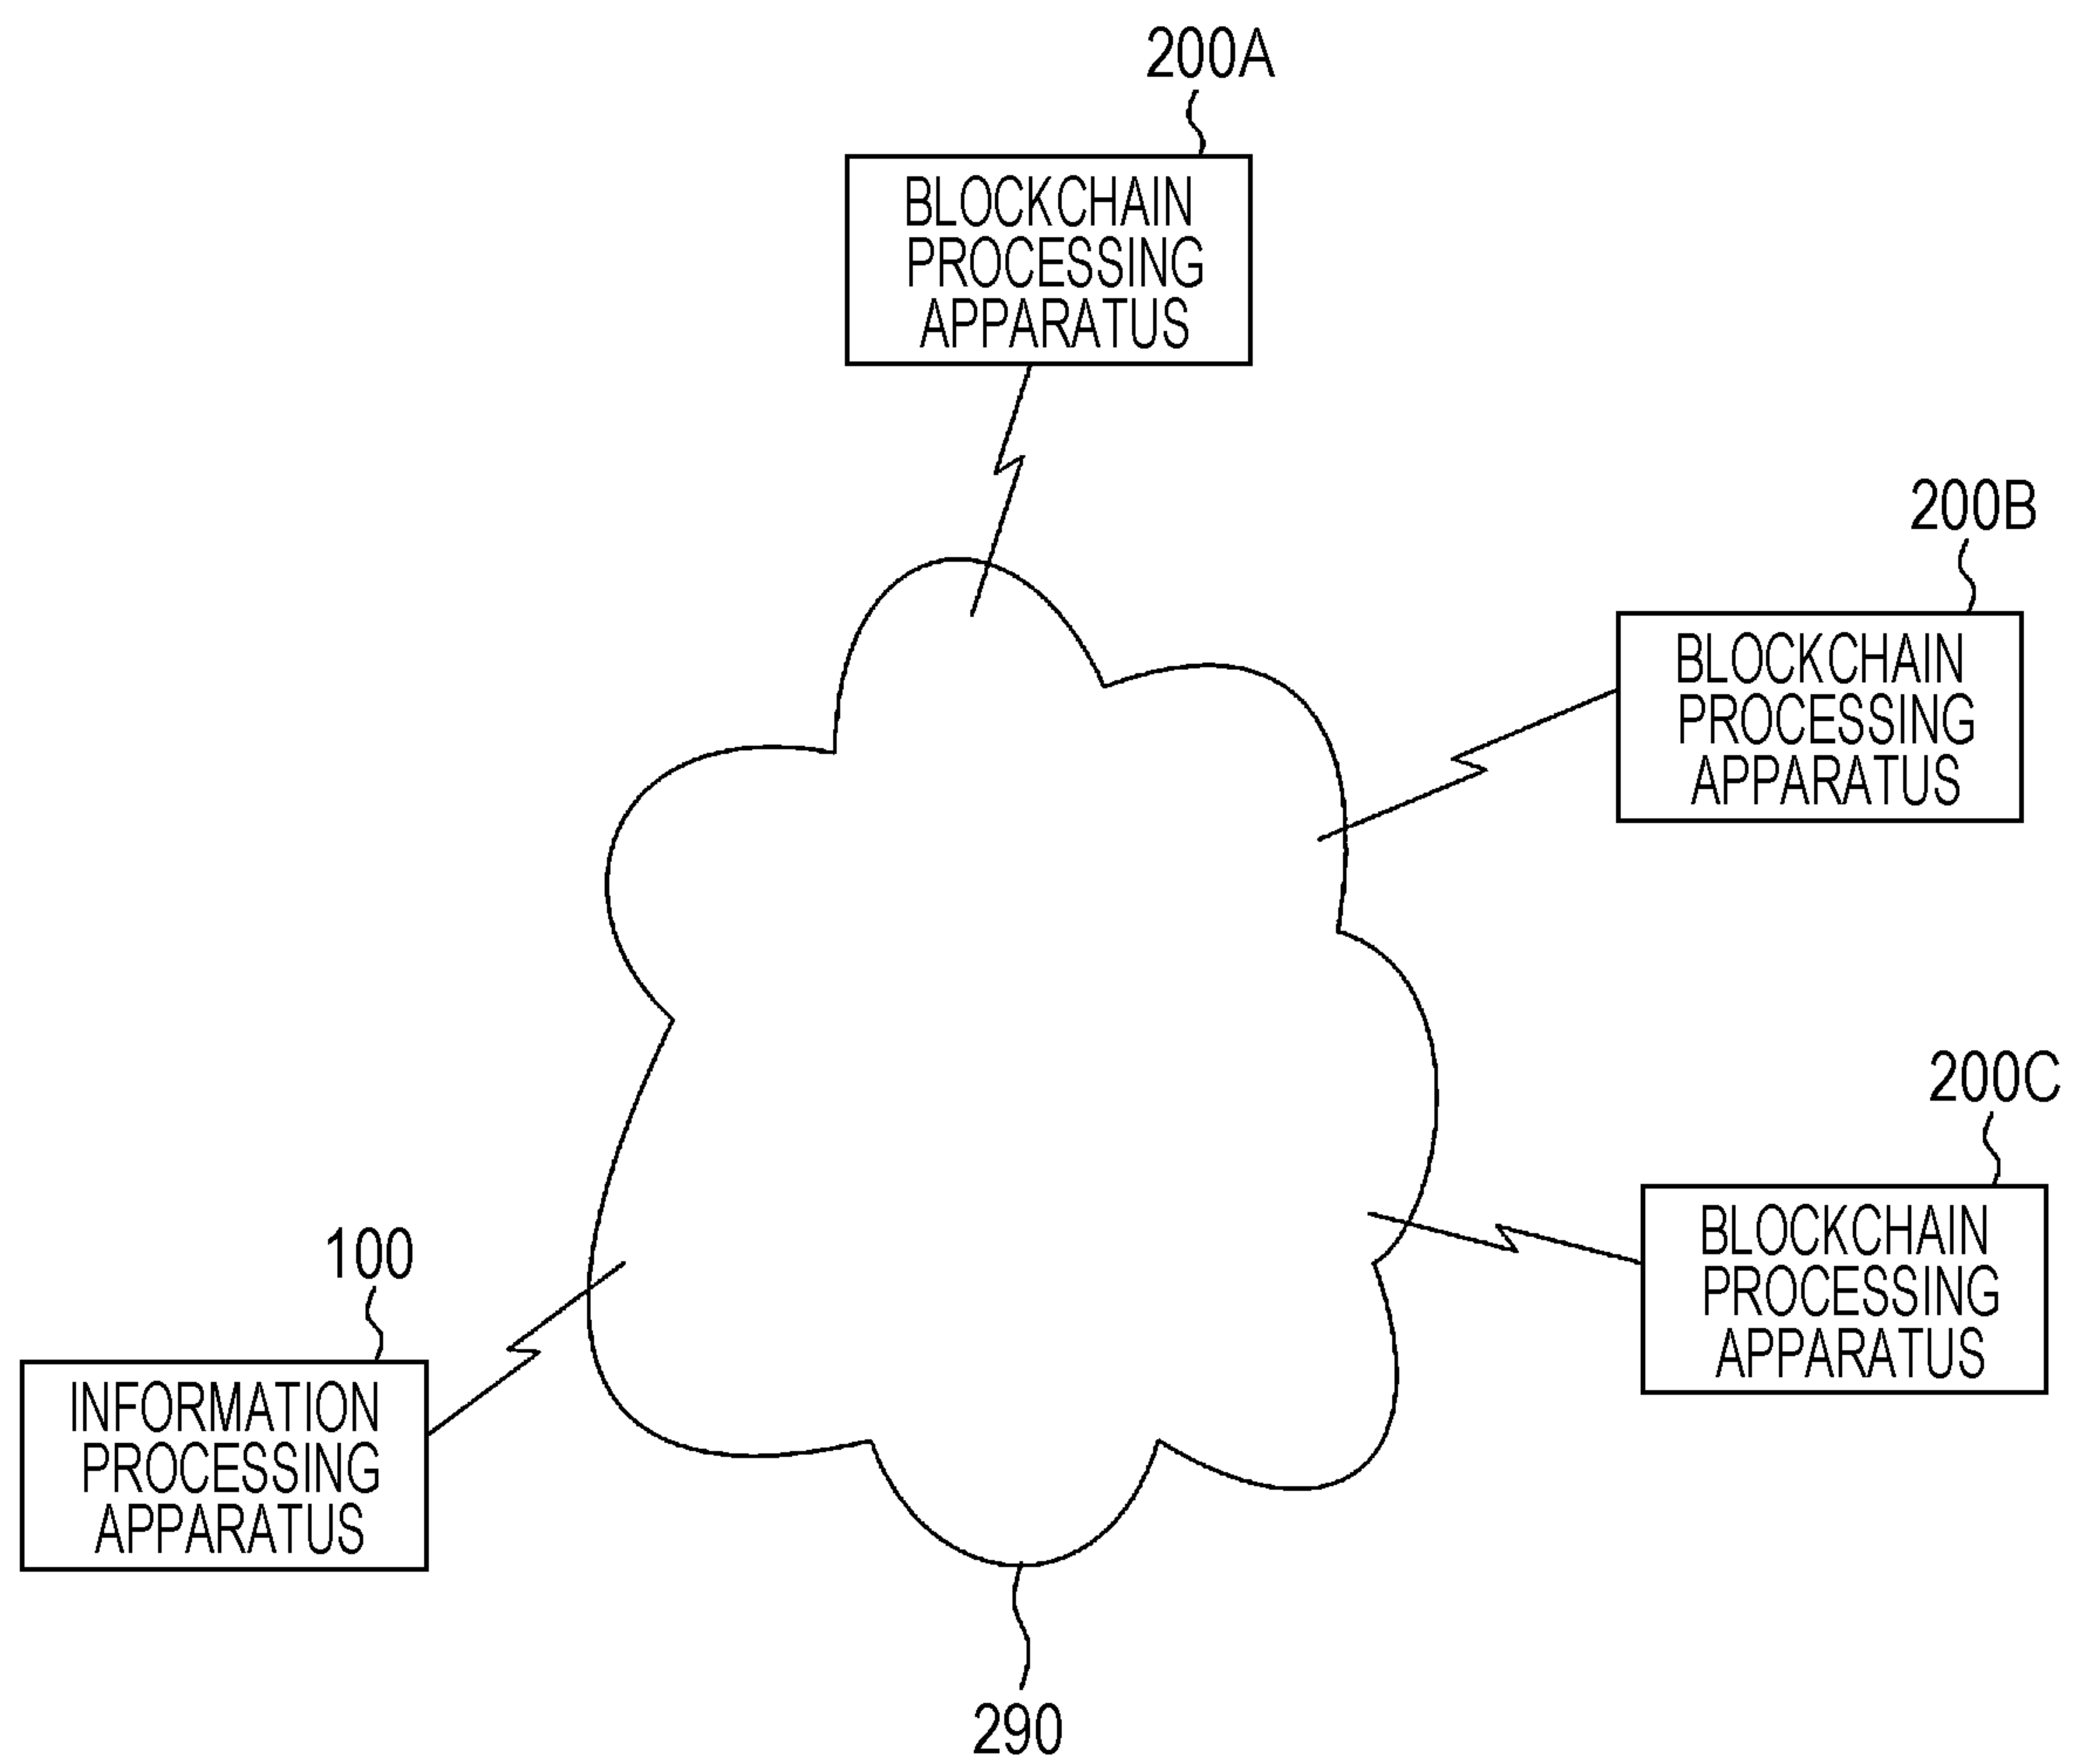 200A
BLOCKCHAIN
PROCESSING
APPARATUS
200B
BLOCKCHAIN
PROCESSING
APPARATUS
200C
BLOCKCHAIN
PROCESSING
APPARATUS
100
INFORMATION
PROCESSING
APPARATUS
290